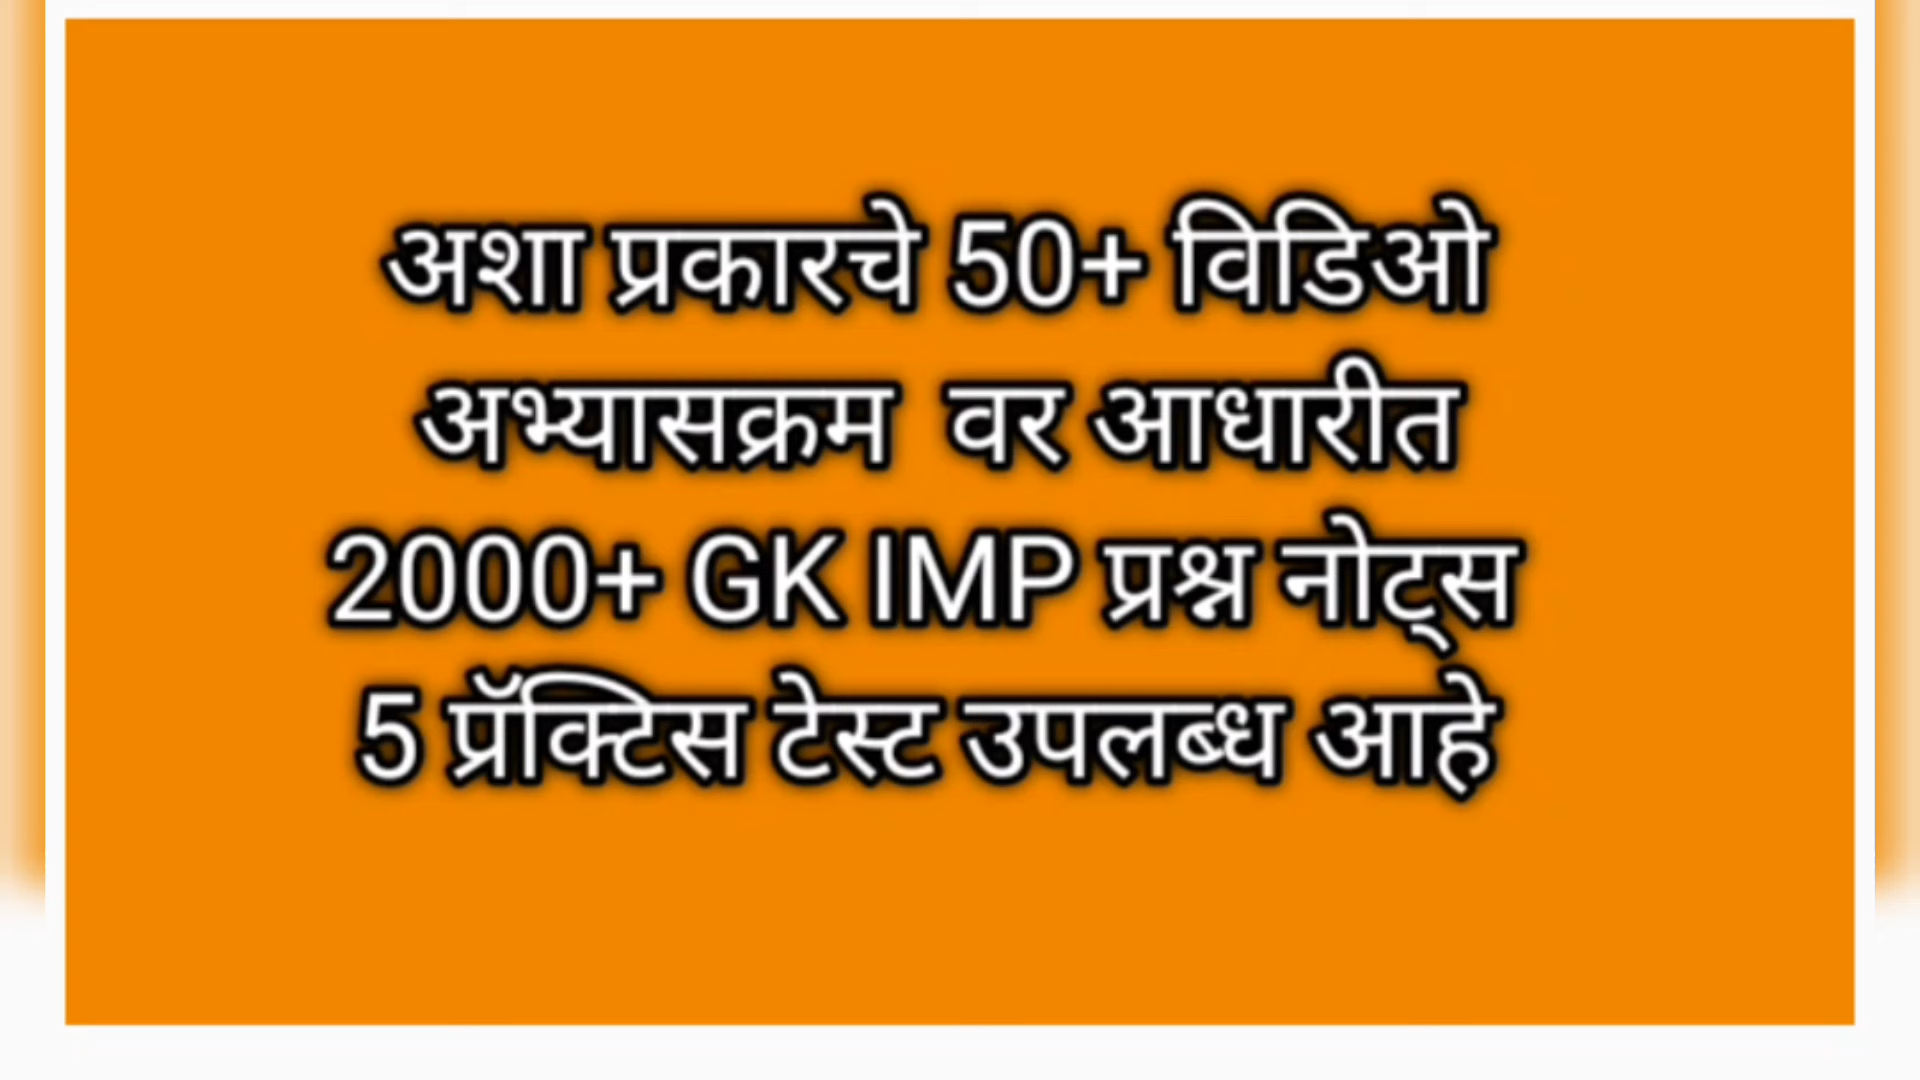 अशा प्रकारचे 50+ विडिओ
अभ्यासक्रम वर आधारीत
2000+ GK IMP प्रश्न नोट्स
5 प्रॅक्टिस टेस्ट उपलब्ध आहे